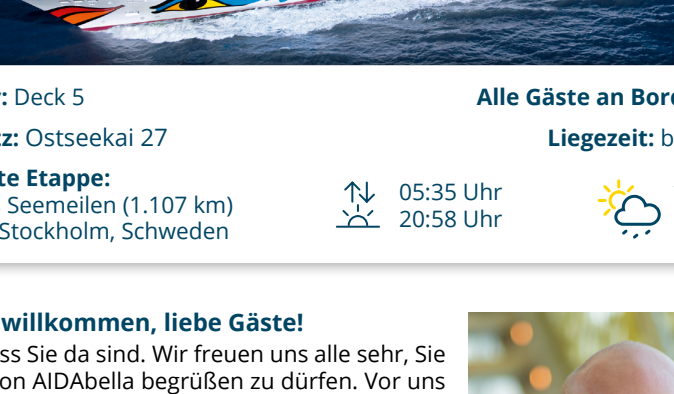 : Deck 5
Alle Gäste an Bor
tz: Ostseekai 27
Liegezeit: b
te Etappe:
Seemeilen (1.107 km)
Stockholm, Schweden
05:35 Uhr
20:58 Uhr
willkommen, liebe Gäste!
ss Sie da sind. Wir freuen uns alle sehr, Sie
on AIDAbella begrüßen zu dürfen. Vor uns